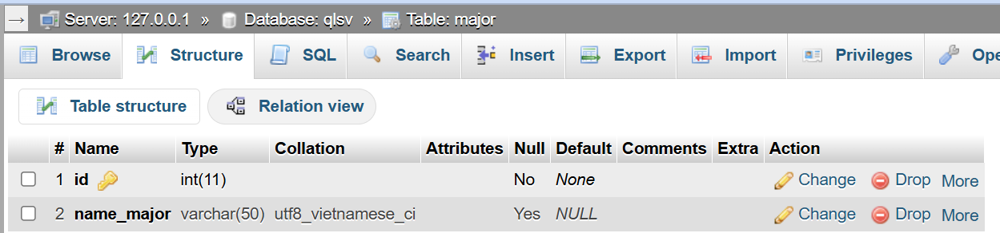 → Server: 127.0.0.1 » Database: qlsv » Table: major
Browse Structure SQL Search Insert Export Import Privileges Ope
Table structure Relation view
# Name Type Collation Attributes Null Default Comments Extra Action
1 id int(11) No None Change Drop More
2 name_major varchar(50) utf8_vietnamese_ci Yes NULL Change Drop More